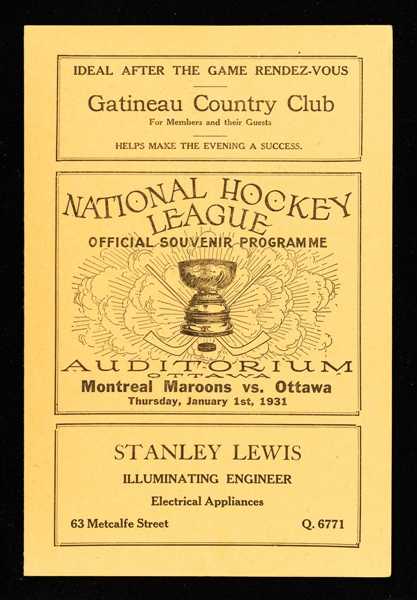 IDEAL AFTER THE GAME RENDEZ-VOUS
Gatineau Country Club
For Members and their Guests
HELPS MAKE THE EVENING A SUCCESS.
NATIONAL HOCKEY
LEAGUE
OFFICIAL SOUVENIR PROGRAMME
AUDITORIUM
OTTAWA
Montreal Maroons vs. Ottawa
Thursday, January 1st, 1931
STANLEY LEWIS
ILLUMINATING ENGINEER
Electrical Appliances
63 Metcalfe Street Q. 6771